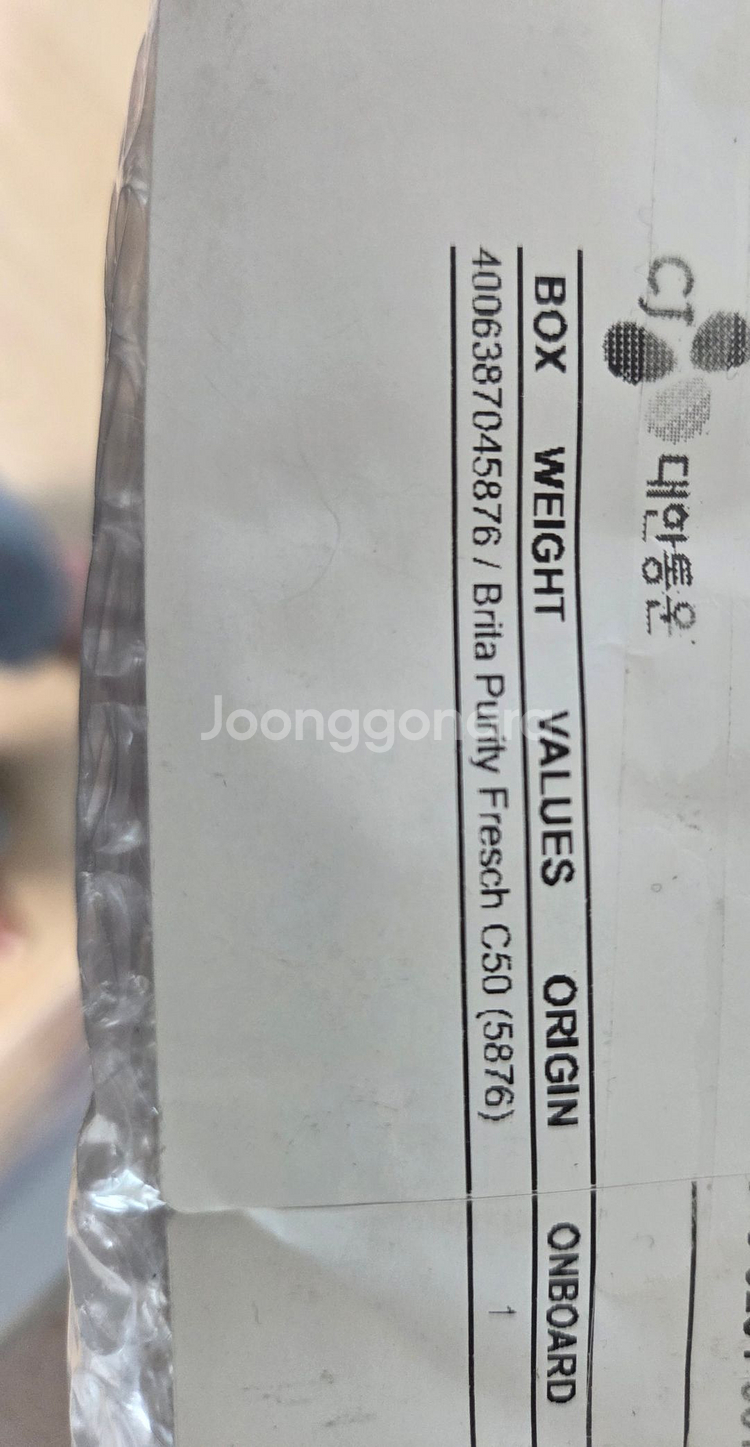 CJ 대한통운
BOX WEIGHT VALUES ORIGIN ONBOARD
4006387045876 / Brita Purity Fresch C50 (5876) 1
Joonggonara